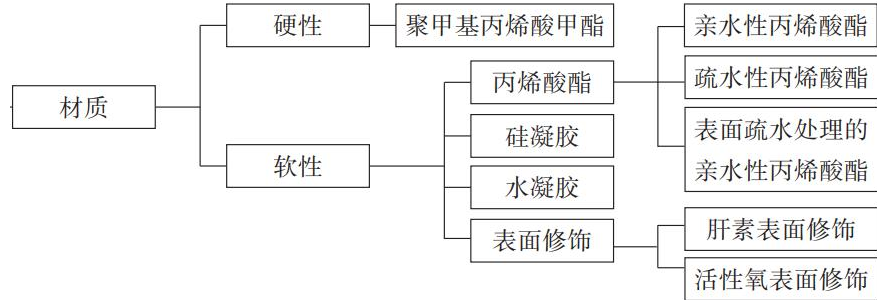 材质
硬性
聚甲基丙烯酸甲酯
软性
丙烯酸酯
亲水性丙烯酸酯
疏水性丙烯酸酯
表面疏水处理的
亲水性丙烯酸酯
硅凝胶
水凝胶
表面修饰
肝素表面修饰
活性氧表面修饰